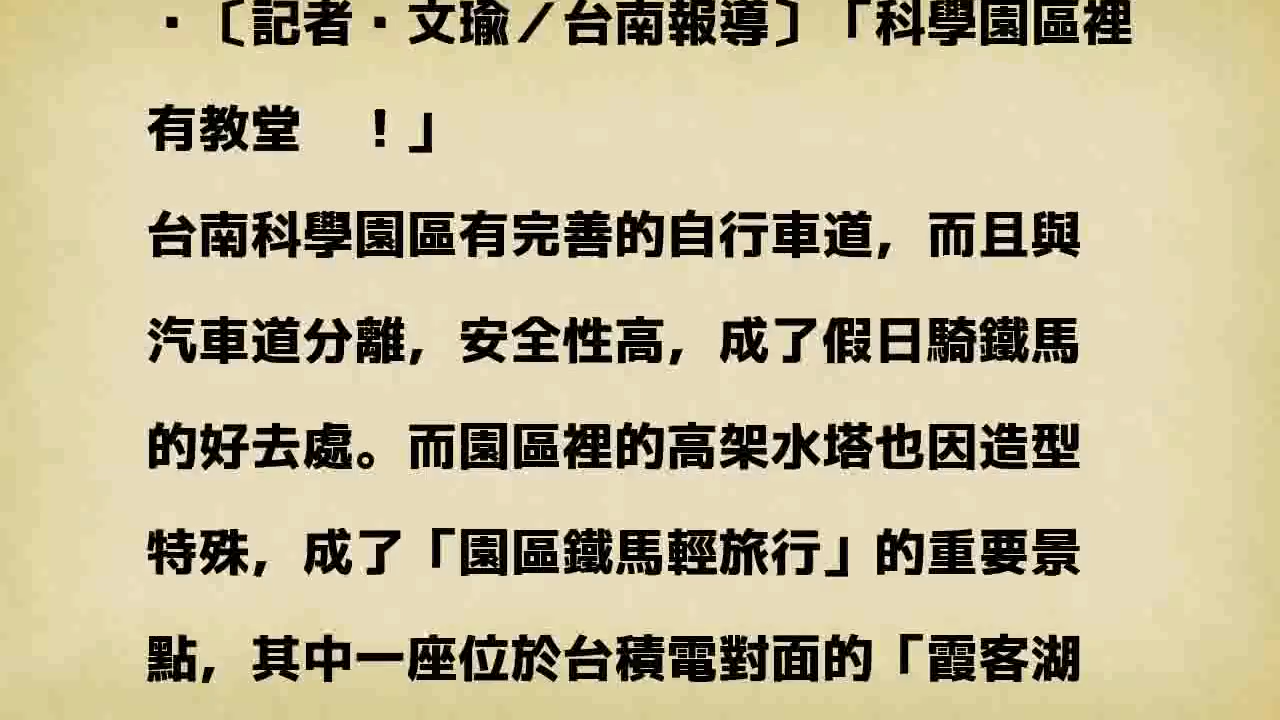 ·〔記者·文瑜／台南報導〕「科學園區裡
有教堂　！」
台南科學園區有完善的自行車道，而且與
汽車道分離，安全性高，成了假日騎鐵馬
的好去處。而園區裡的高架水塔也因造型
特殊，成了「園區鐵馬輕旅行」的重要景
點，其中一座位於台積電對面的「霞客湖